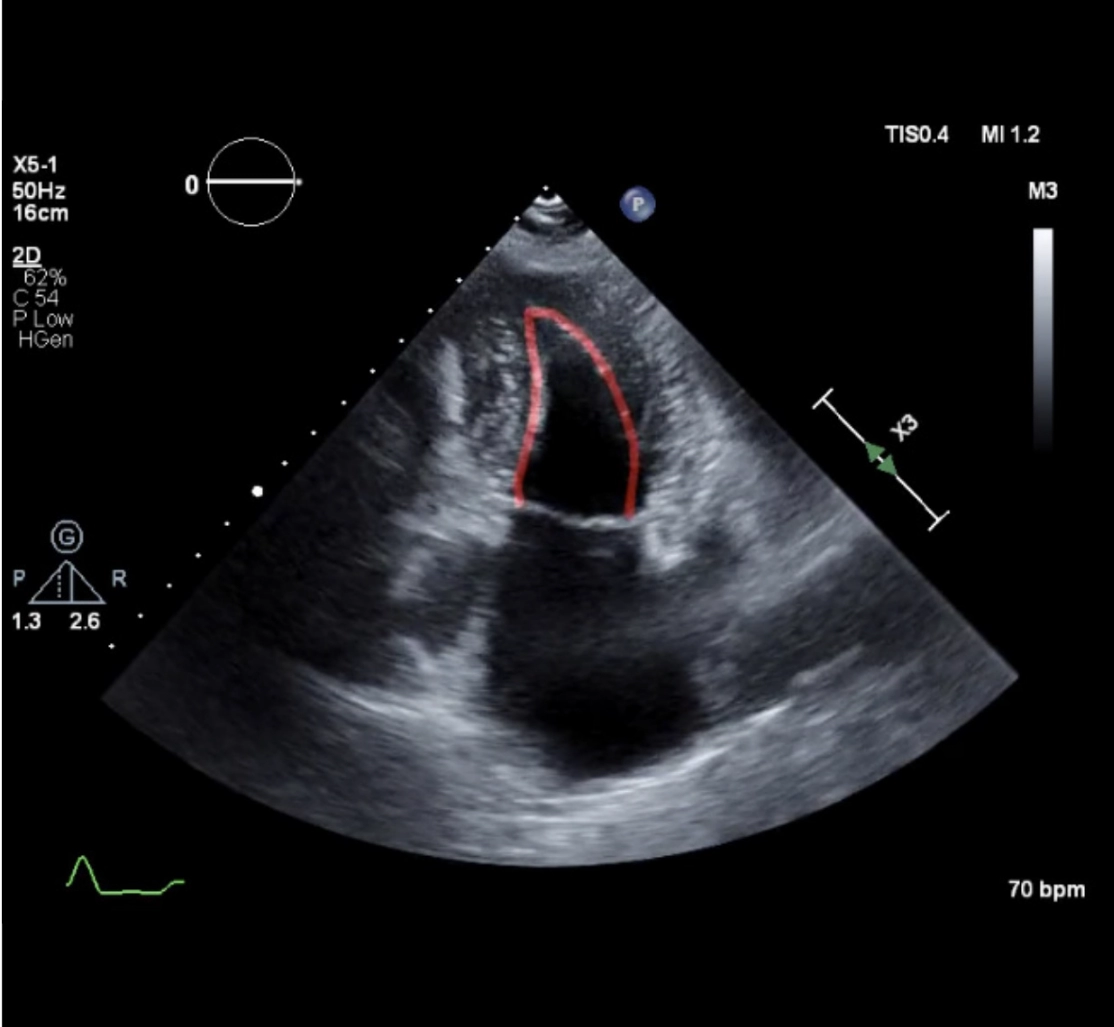 TIS0.4 MI 1.2
X5-1
50Hz
16cm
0
P
M3
2D
62%
C 54
P Low
HGen
X3
G
P R
1.3 2.6
70 bpm